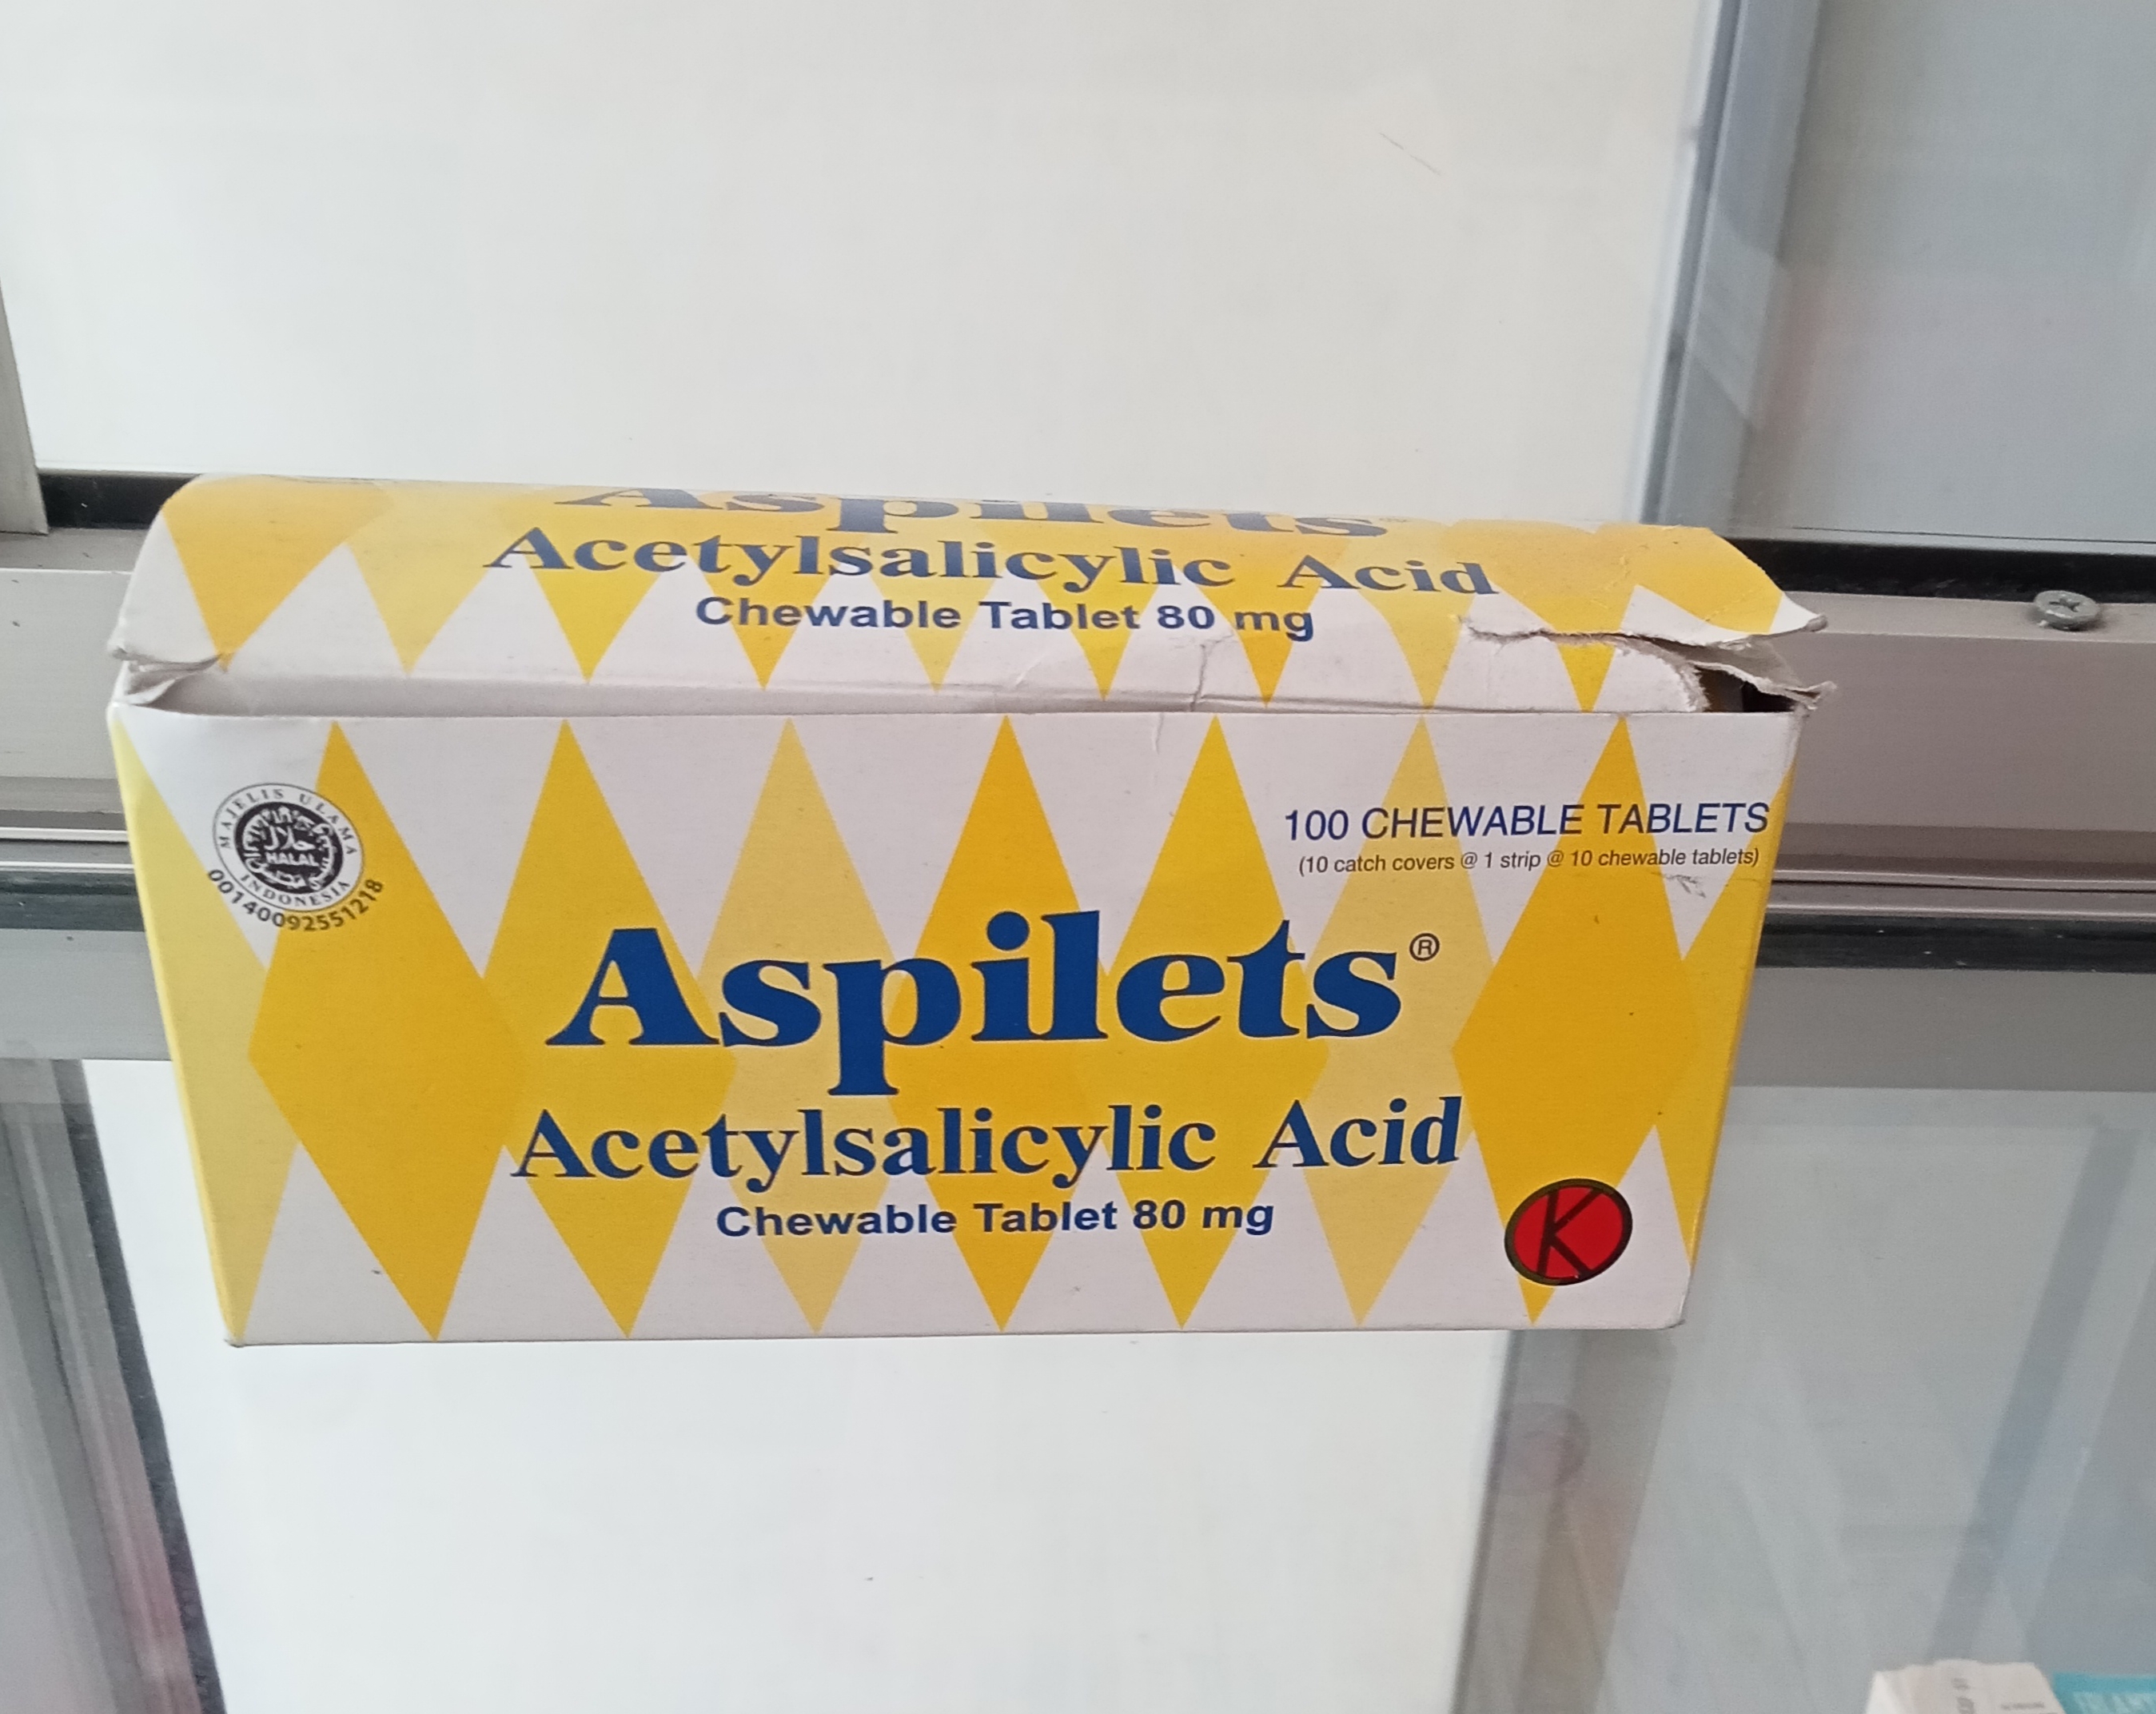 Aspilets
Acetylsalicylic Acid
Chewable Tablet 80 mg
MAJELIS ULAMA
حلال
HALAL
INDONESIA
00140092551218
100 CHEWABLE TABLETS
(10 catch covers @ 1 strip @ 10 chewable tablets)
Aspilets®
Acetylsalicylic Acid
Chewable Tablet 80 mg
K